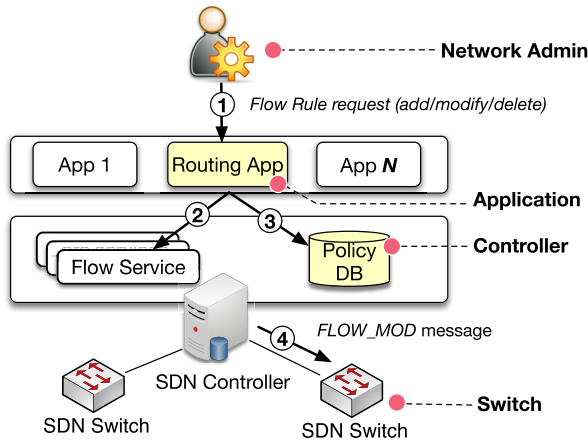 Network Admin
1
Flow Rule request (add/modify/delete)
App 1
Routing App
App N
Application
2
3
Controller
Flow Service
Policy
DB
4
FLOW_MOD message
SDN Controller
Switch
SDN Switch
SDN Switch